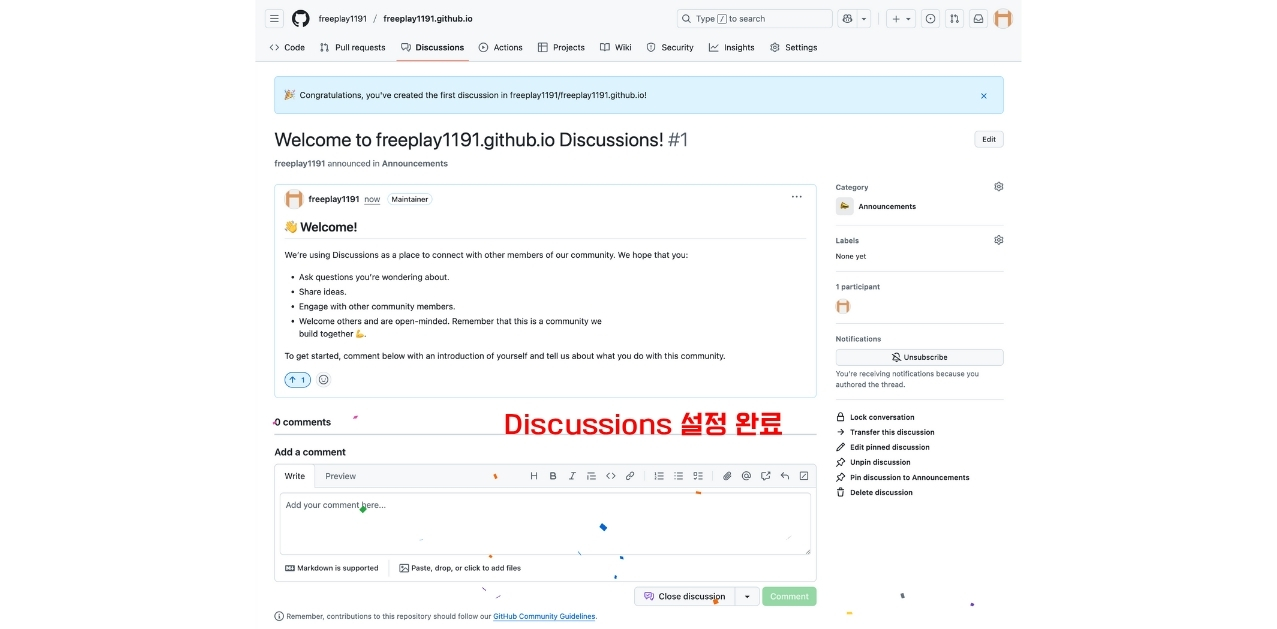 freeplay1191 / freeplay1191.github.io
Type / to search
Code Pull requests Discussions Actions Projects Wiki Security Insights Settings
🎉 Congratulations, you've created the first discussion in freeplay1191/freeplay1191.github.io!
Welcome to freeplay1191.github.io Discussions! #1
Edit
freeplay1191 announced in Announcements
freeplay1191 now Maintainer
👋 Welcome!
We're using Discussions as a place to connect with other members of our community. We hope that you:
• Ask questions you're wondering about.
• Share ideas.
• Engage with other community members.
• Welcome others and are open-minded. Remember that this is a community we
build together 💪.
To get started, comment below with an introduction of yourself and tell us about what you do with this community.
↑ 1
Category
Announcements
Labels
None yet
1 participant
Notifications
Unsubscribe
You're receiving notifications because you
authored the thread.
Lock conversation
Transfer this discussion
Edit pinned discussion
Unpin discussion
Pin discussion to Announcements
Delete discussion
0 comments
Discussions 설정 완료
Add a comment
Write Preview
Add your comment here...
Markdown is supported
Paste, drop, or click to add files
Close discussion
Comment
Remember, contributions to this repository should follow our GitHub Community Guidelines.